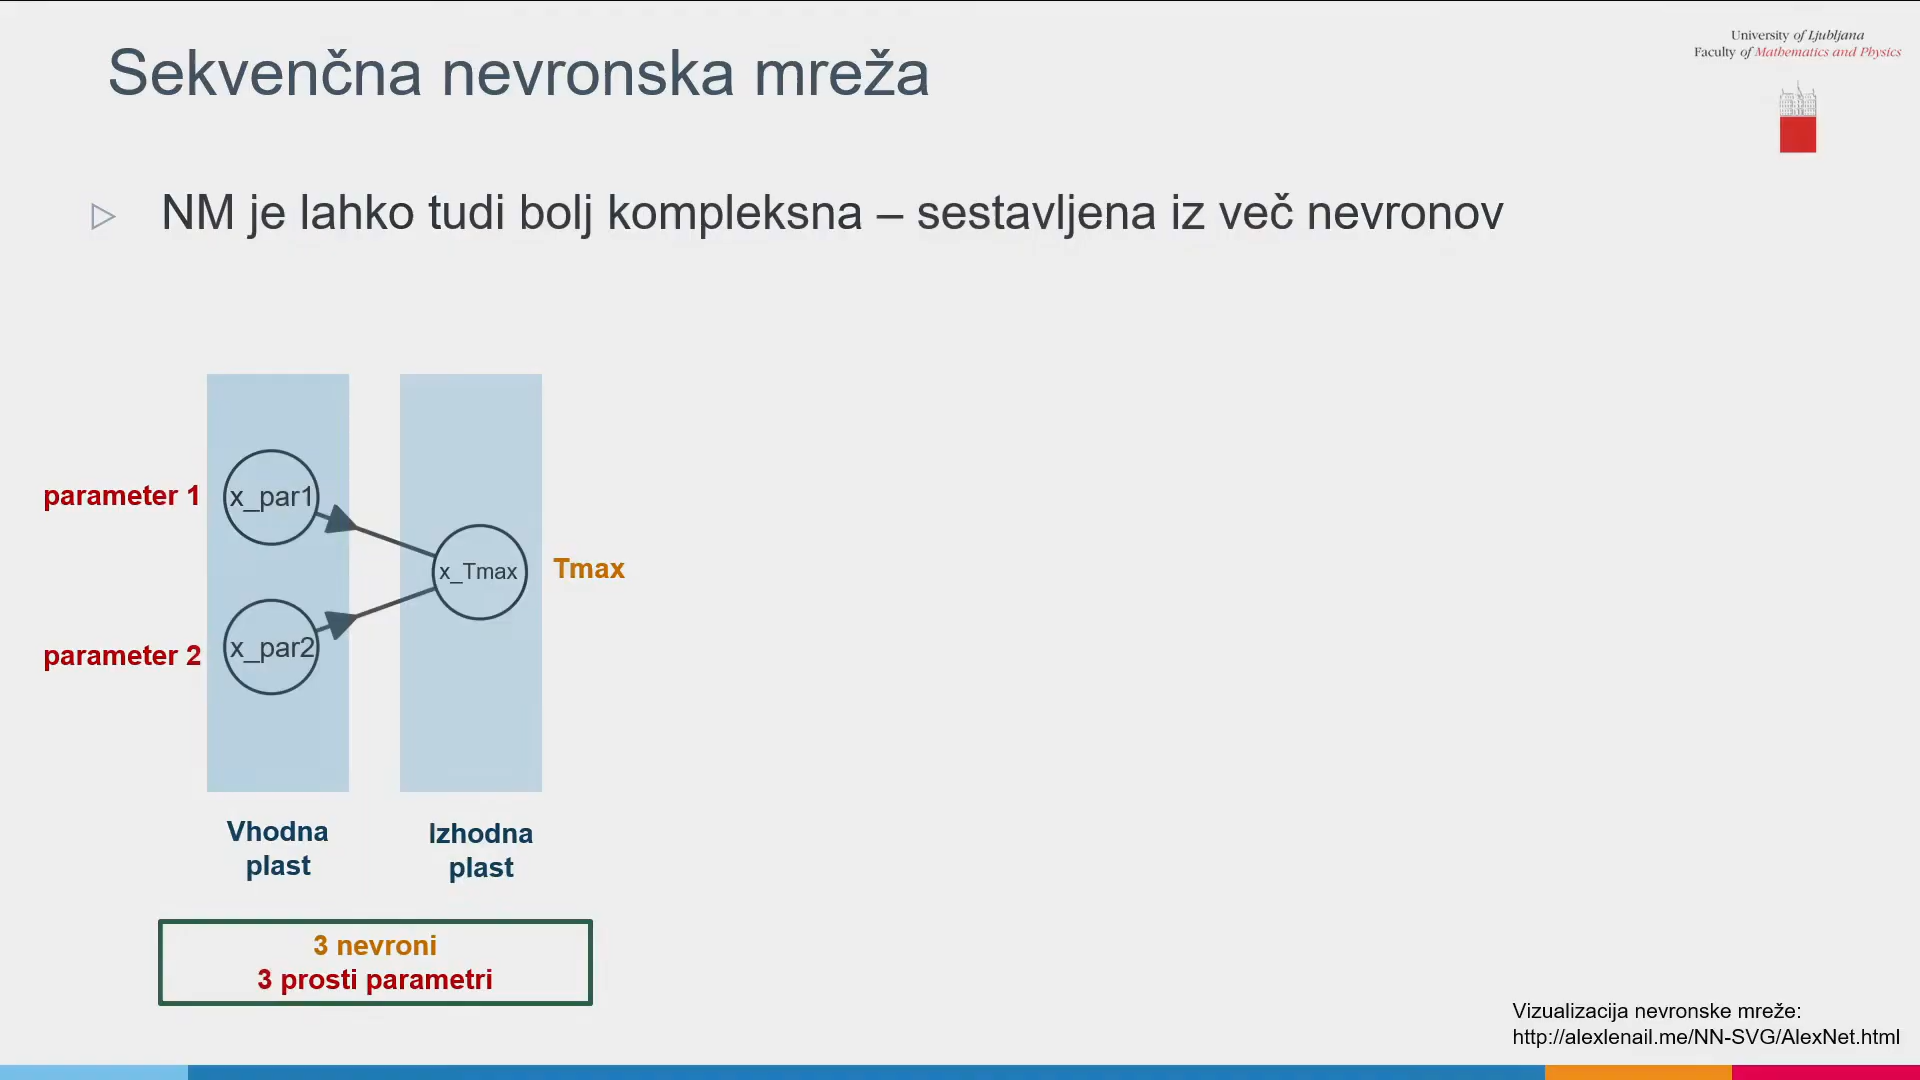 Sekvenčna nevronska mreža
University of Ljubljana
Faculty of Mathematics and Physics
NM je lahko tudi bolj kompleksna – sestavljena iz več nevronov
parameter 1
x_par1
x_Tmax
Tmax
parameter 2
x_par2
Vhodna
plast
Izhodna
plast
3 nevroni
3 prosti parametri
Vizualizacija nevronske mreže:
http://alexlenail.me/NN-SVG/AlexNet.html